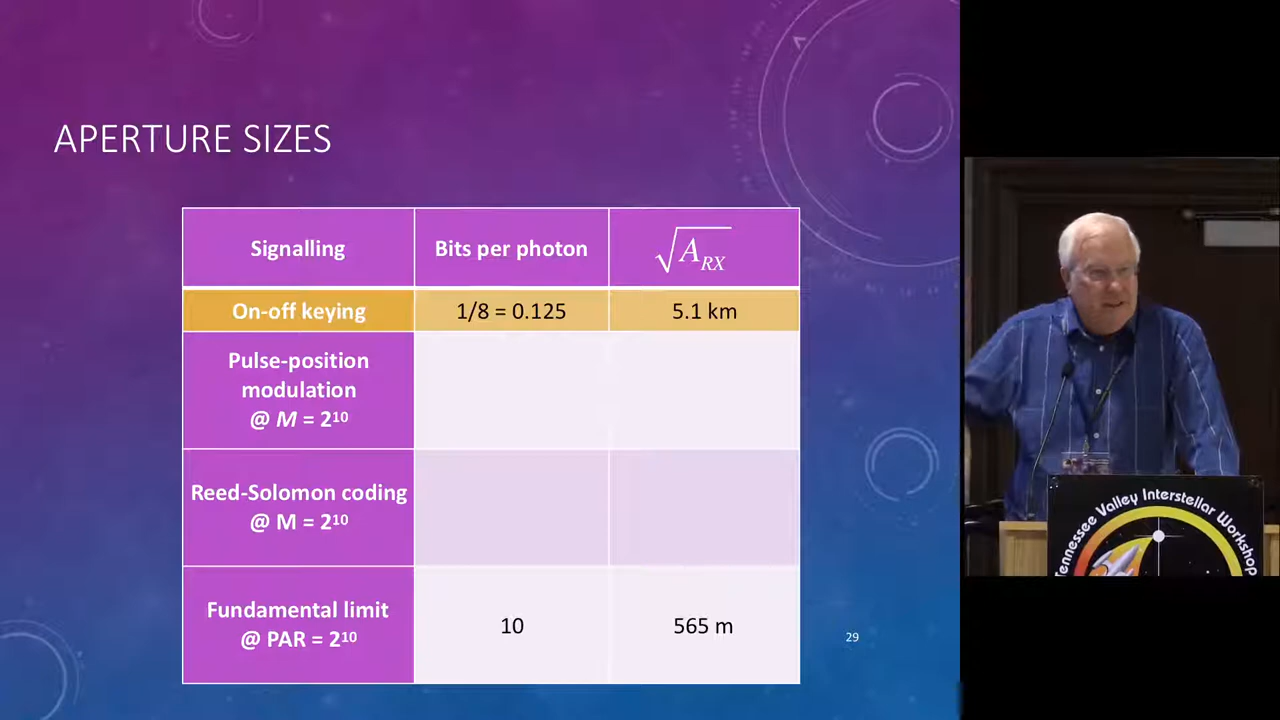 APERTURE SIZES
Signalling
Bits per photon
√A_RX
On-off keying
1/8 = 0.125
5.1 km
Pulse-position
modulation
@ M = 2¹⁰
Reed-Solomon coding
@ M = 2¹⁰
Fundamental limit
@ PAR = 2¹⁰
10
565 m
29
Tennessee Valley Interstellar Workshop